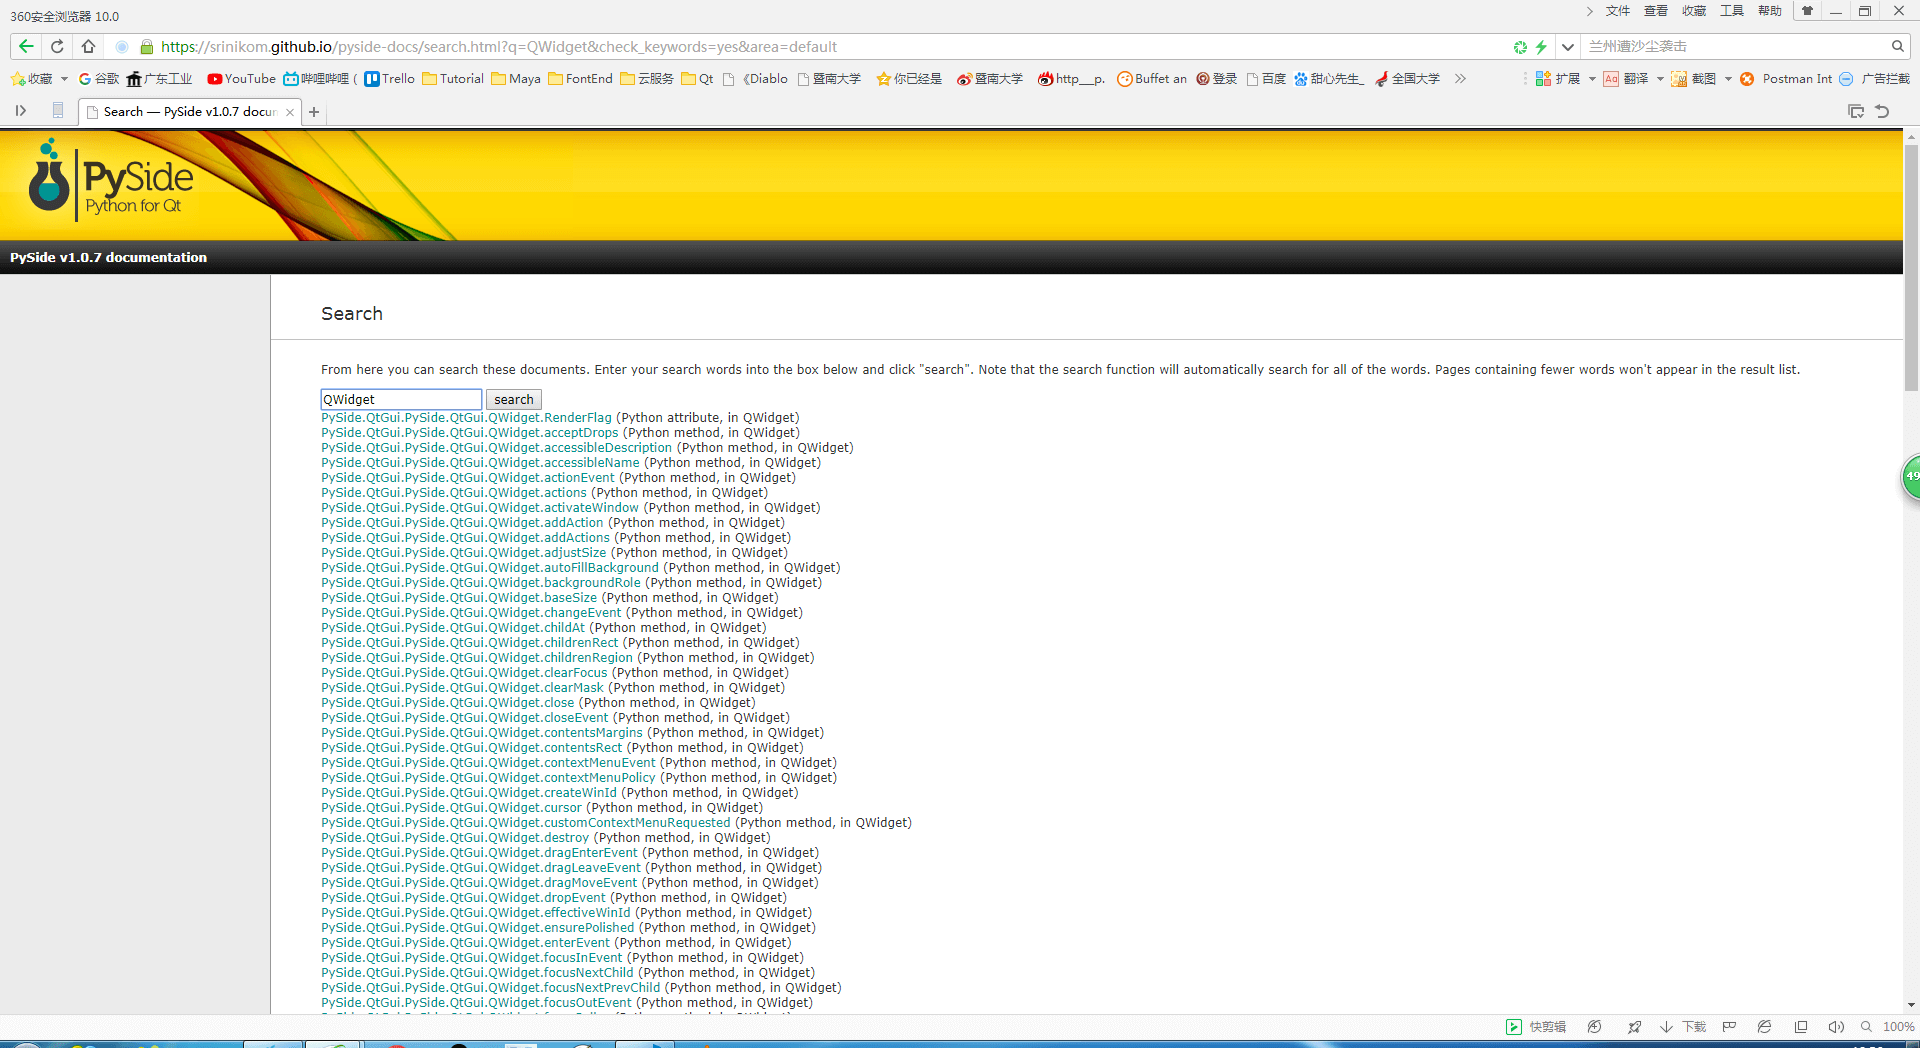 360安全浏览器 10.0
文件 查看 收藏 工具 帮助
https://srinikom.github.io/pyside-docs/search.html?q=QWidget&check_keywords=yes&area=default
兰州遭沙尘袭击
收藏 谷歌 广东工业 YouTube 哔哩哔哩 ( Trello Tutorial Maya FontEnd 云服务 Qt 《Diablo 暨南大学 你已经是 暨南大学 http___p. Buffet an 登录 百度 甜心先生_ 全国大学 扩展 翻译 截图 Postman Int 广告拦截
Search — PySide v1.0.7 docun
PySide
Python for Qt
PySide v1.0.7 documentation
Search
From here you can search these documents. Enter your search words into the box below and click "search". Note that the search function will automatically search for all of the words. Pages containing fewer words won't appear in the result list.
QWidget search
PySide.QtGui.PySide.QtGui.QWidget.RenderFlag (Python attribute, in QWidget)
PySide.QtGui.PySide.QtGui.QWidget.acceptDrops (Python method, in QWidget)
PySide.QtGui.PySide.QtGui.QWidget.accessibleDescription (Python method, in QWidget)
PySide.QtGui.PySide.QtGui.QWidget.accessibleName (Python method, in QWidget)
PySide.QtGui.PySide.QtGui.QWidget.actionEvent (Python method, in QWidget)
PySide.QtGui.PySide.QtGui.QWidget.actions (Python method, in QWidget)
PySide.QtGui.PySide.QtGui.QWidget.activateWindow (Python method, in QWidget)
PySide.QtGui.PySide.QtGui.QWidget.addAction (Python method, in QWidget)
PySide.QtGui.PySide.QtGui.QWidget.addActions (Python method, in QWidget)
PySide.QtGui.PySide.QtGui.QWidget.adjustSize (Python method, in QWidget)
PySide.QtGui.PySide.QtGui.QWidget.autoFillBackground (Python method, in QWidget)
PySide.QtGui.PySide.QtGui.QWidget.backgroundRole (Python method, in QWidget)
PySide.QtGui.PySide.QtGui.QWidget.baseSize (Python method, in QWidget)
PySide.QtGui.PySide.QtGui.QWidget.changeEvent (Python method, in QWidget)
PySide.QtGui.PySide.QtGui.QWidget.childAt (Python method, in QWidget)
PySide.QtGui.PySide.QtGui.QWidget.childrenRect (Python method, in QWidget)
PySide.QtGui.PySide.QtGui.QWidget.childrenRegion (Python method, in QWidget)
PySide.QtGui.PySide.QtGui.QWidget.clearFocus (Python method, in QWidget)
PySide.QtGui.PySide.QtGui.QWidget.clearMask (Python method, in QWidget)
PySide.QtGui.PySide.QtGui.QWidget.close (Python method, in QWidget)
PySide.QtGui.PySide.QtGui.QWidget.closeEvent (Python method, in QWidget)
PySide.QtGui.PySide.QtGui.QWidget.contentsMargins (Python method, in QWidget)
PySide.QtGui.PySide.QtGui.QWidget.contentsRect (Python method, in QWidget)
PySide.QtGui.PySide.QtGui.QWidget.contextMenuEvent (Python method, in QWidget)
PySide.QtGui.PySide.QtGui.QWidget.contextMenuPolicy (Python method, in QWidget)
PySide.QtGui.PySide.QtGui.QWidget.createWinId (Python method, in QWidget)
PySide.QtGui.PySide.QtGui.QWidget.cursor (Python method, in QWidget)
PySide.QtGui.PySide.QtGui.QWidget.customContextMenuRequested (Python method, in QWidget)
PySide.QtGui.PySide.QtGui.QWidget.destroy (Python method, in QWidget)
PySide.QtGui.PySide.QtGui.QWidget.dragEnterEvent (Python method, in QWidget)
PySide.QtGui.PySide.QtGui.QWidget.dragLeaveEvent (Python method, in QWidget)
PySide.QtGui.PySide.QtGui.QWidget.dragMoveEvent (Python method, in QWidget)
PySide.QtGui.PySide.QtGui.QWidget.dropEvent (Python method, in QWidget)
PySide.QtGui.PySide.QtGui.QWidget.effectiveWinId (Python method, in QWidget)
PySide.QtGui.PySide.QtGui.QWidget.ensurePolished (Python method, in QWidget)
PySide.QtGui.PySide.QtGui.QWidget.enterEvent (Python method, in QWidget)
PySide.QtGui.PySide.QtGui.QWidget.focusInEvent (Python method, in QWidget)
PySide.QtGui.PySide.QtGui.QWidget.focusNextChild (Python method, in QWidget)
PySide.QtGui.PySide.QtGui.QWidget.focusNextPrevChild (Python method, in QWidget)
PySide.QtGui.PySide.QtGui.QWidget.focusOutEvent (Python method, in QWidget)
49
快剪辑 下载 100%